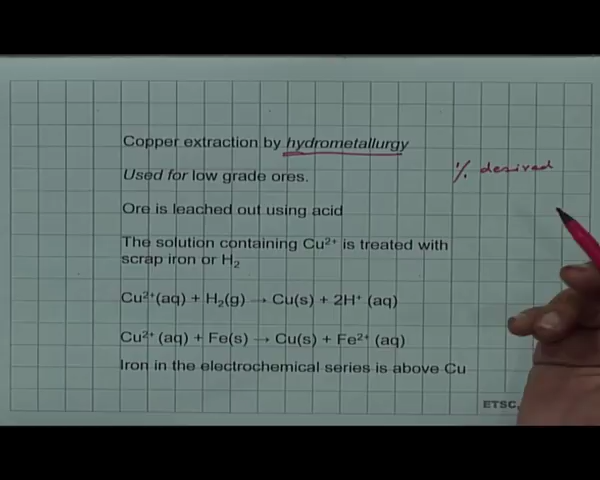 Copper extraction by hydrometallurgy
% desired
Used for low grade ores.
Ore is leached out using acid
The solution containing Cu²⁺ is treated with
scrap iron or H₂
Cu²⁺(aq) + H₂(g) → Cu(s) + 2H⁺ (aq)
Cu²⁺ (aq) + Fe(s) → Cu(s) + Fe²⁺ (aq)
Iron in the electrochemical series is above Cu
ETSC,